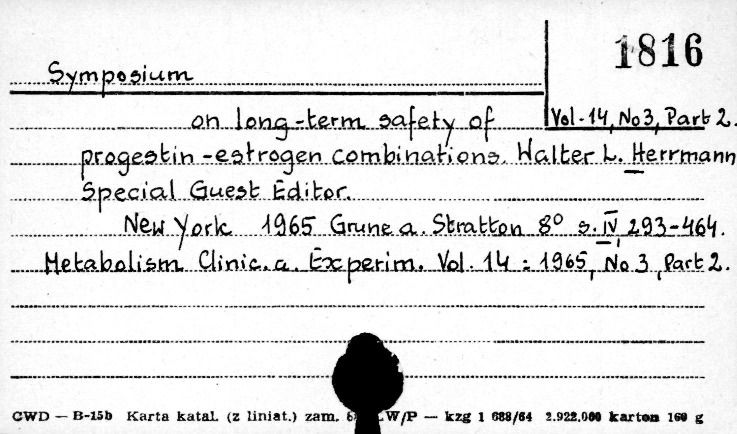 1816
Symposium
on long-term safety of Vol. 14, No 3, Part 2.
progestin-estrogen combinations. Walter L. Herrmann
Special Guest Editor.
New York 1965 Grune a. Stratton 8° s. IV, 293-464.
Metabolism Clinic. a. Experim. Vol. 14 : 1965, No 3, Part 2.
CWD — B-15b Karta katal. (z liniat.) zam. W/P — kzg 1 688/64 2.922.000 karton 160 g